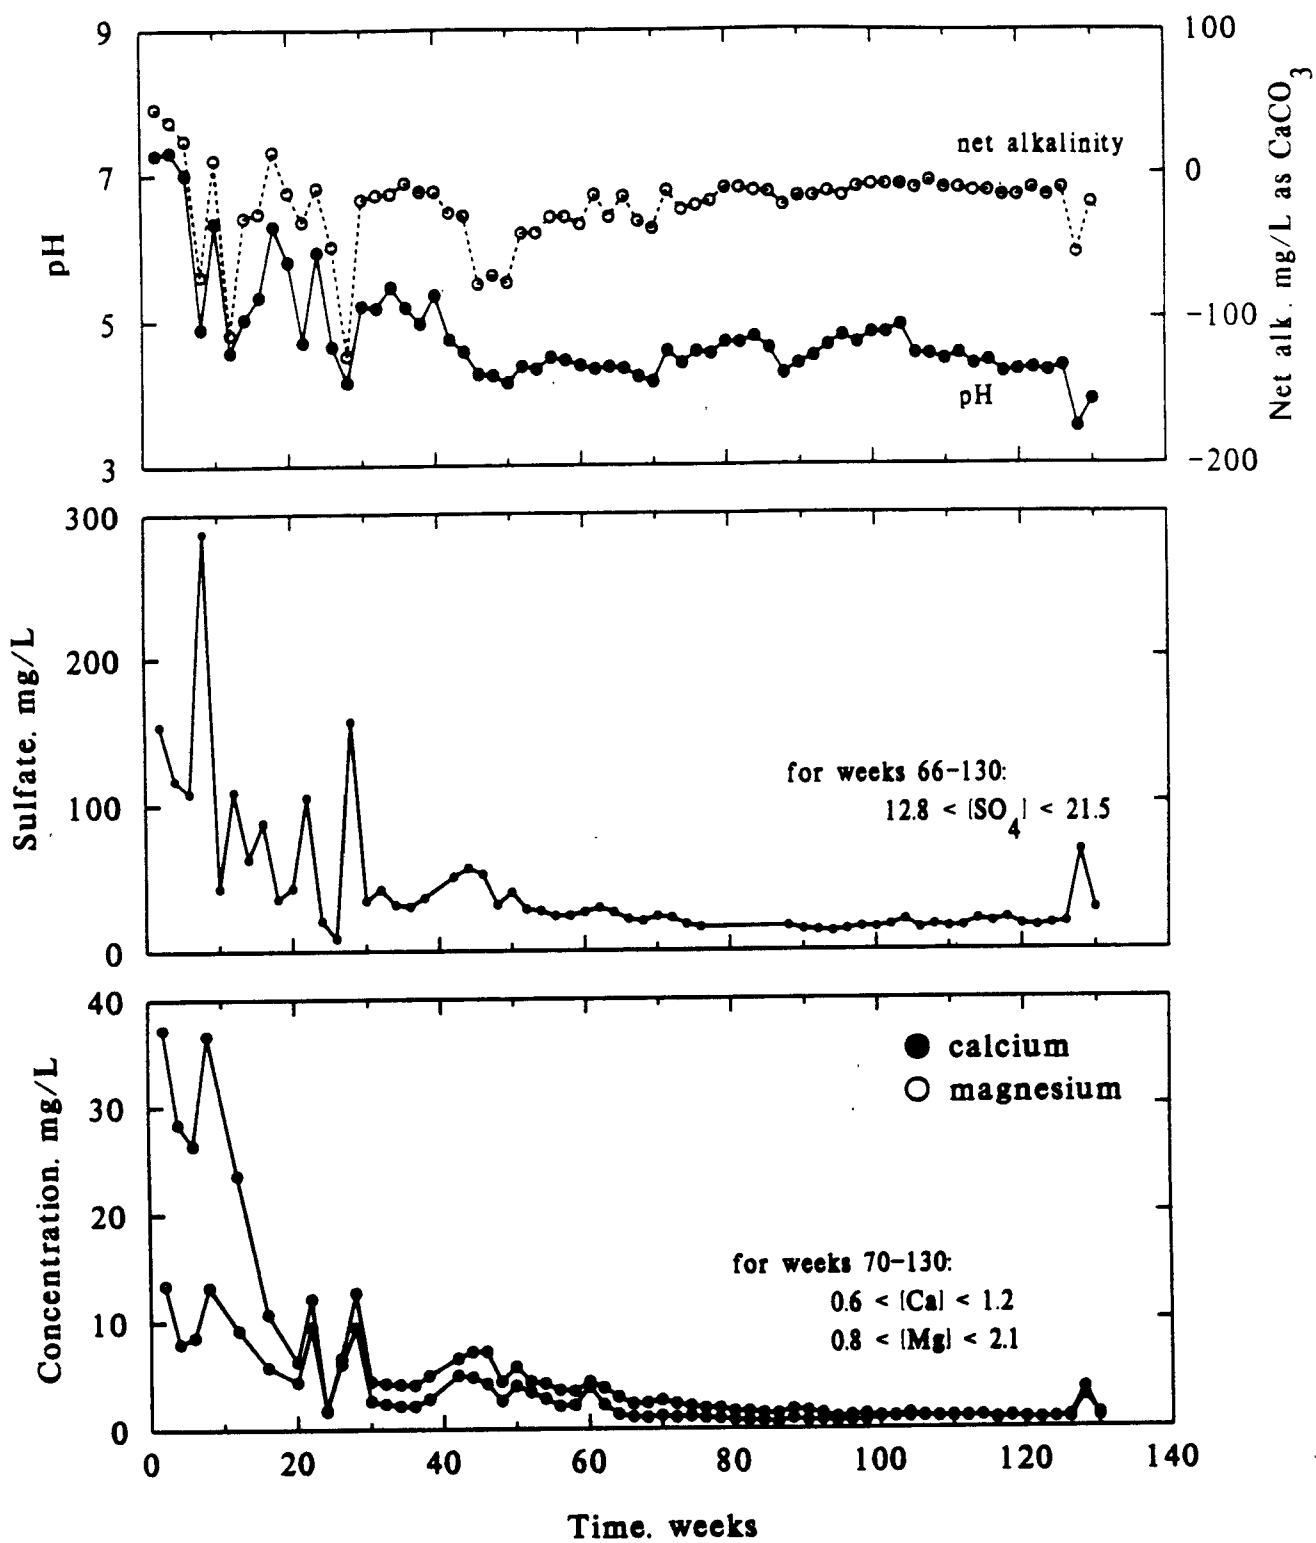 9
7
5
3
pH
100
0
-100
-200
Net alk. mg/L as CaCO3
net alkalinity
pH
300
200
100
0
Sulfate. mg/L
for weeks 66-130:
12.8 < [SO4] < 21.5
40
30
20
10
0
Concentration. mg/L
calcium
magnesium
for weeks 70-130:
0.6 < [Ca] < 1.2
0.8 < [Mg] < 2.1
0 20 40 60 80 100 120 140
Time. weeks